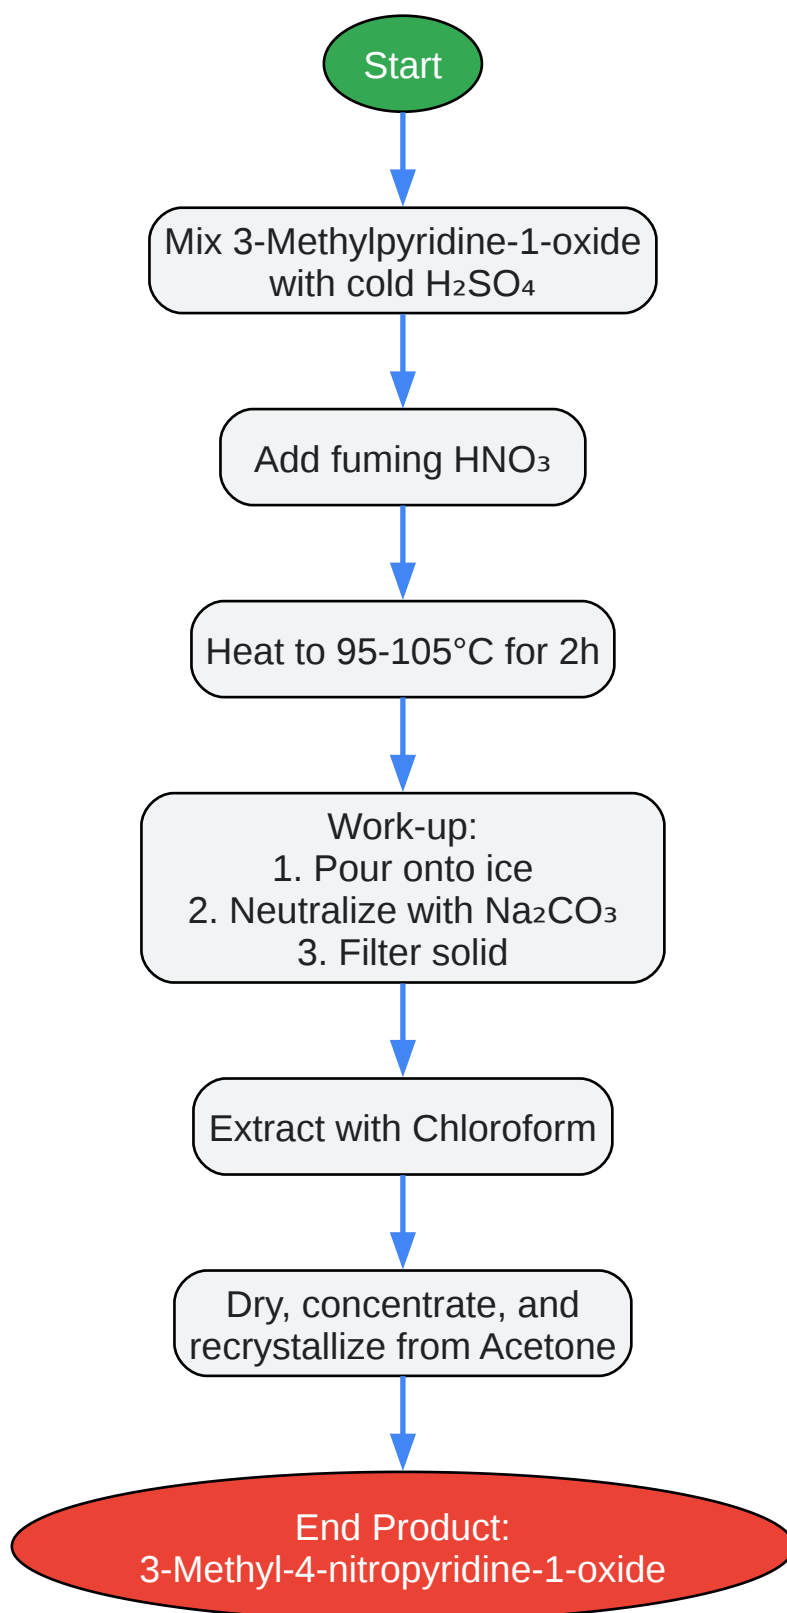 Start
Mix 3-Methylpyridine-1-oxide
with cold H₂SO₄
Add fuming HNO₃
Heat to 95-105°C for 2h
Work-up:
1. Pour onto ice
2. Neutralize with Na₂CO₃
3. Filter solid
Extract with Chloroform
Dry, concentrate, and
recrystallize from Acetone
End Product:
3-Methyl-4-nitropyridine-1-oxide